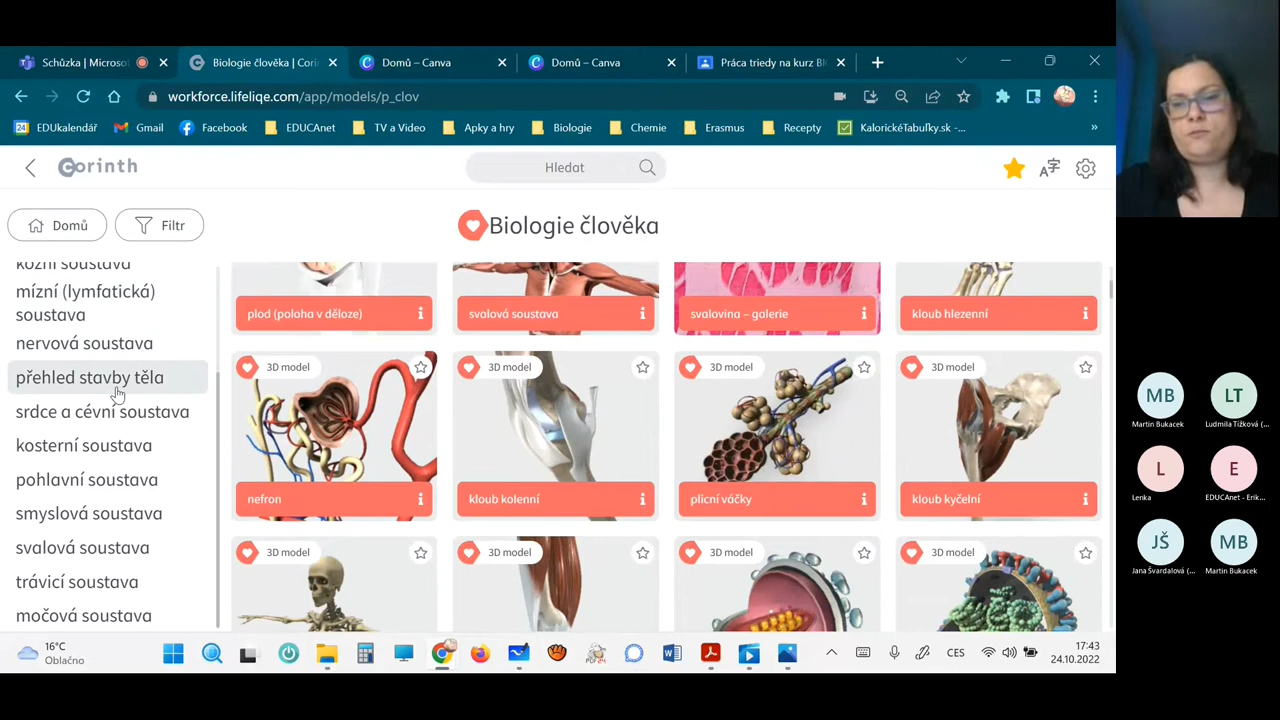 Schůzka | Microso
Biologie člověka | Cori
Domů – Canva
Domů – Canva
Práca triedy na kurz BI
workforce.lifeliqe.com/app/models/p_clov
24 EDUkalendář
Gmail
Facebook
EDUCAnet
TV a Video
Apky a hry
Biologie
Chemie
Erasmus
Recepty
KalorickéTabuľky.sk -...
»
Corinth
Hledat
Domů
Filtr
Biologie člověka
kožní soustava
mízní (lymfatická)
soustava
nervová soustava
přehled stavby těla
srdce a cévní soustava
kosterní soustava
pohlavní soustava
smyslová soustava
svalová soustava
trávicí soustava
močová soustava
plod (poloha v děloze)
svalová soustava
svalovina – galerie
kloub hlezenní
3D model
3D model
3D model
3D model
nefron
kloub kolenní
plicní váčky
kloub kyčelní
3D model
3D model
3D model
3D model
MB
Martin Bukacek
LT
Ludmila Tížková (...
L
Lenka
E
EDUCAnet - Erik...
JŠ
Jana Švardalová (...
MB
Martin Bukacek
16°C
Oblačno
CES
17:43
24.10.2022